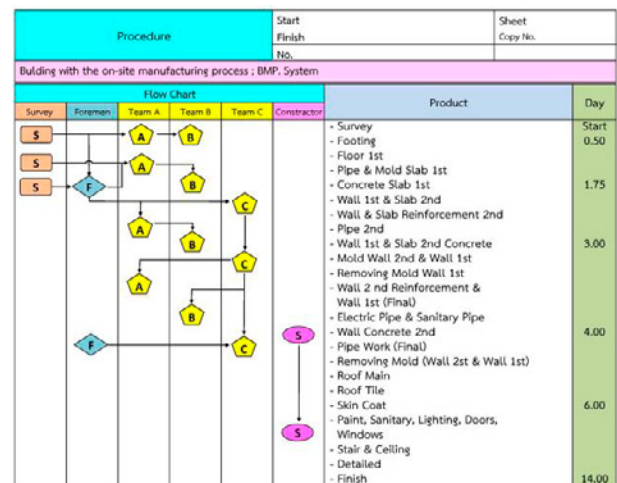 Procedure
Start
Finish
No.
Sheet
Copy No.
Bulding with the on-site manufacturing process ; BMP. System
Flow Chart
Product
Day
Survey
Foremen
Team A
Team B
Team C
Constractor
S
A
B
S
A
B
S
F
C
A
B
C
A
B
S
F
C
S
- Survey
- Footing
- Floor 1st
- Pipe & Mold Slab 1st
- Concrete Slab 1st
- Wall 1st & Slab 2nd
- Wall & Slab Reinforcement 2nd
- Pipe 2nd
- Wall 1st & Slab 2nd Concrete
- Mold Wall 2nd & Wall 1st
- Removing Mold Wall 1st
- Wall 2 nd Reinforcement &
Wall 1st (Final)
- Electric Pipe & Sanitary Pipe
- Wall Concrete 2nd
- Pipe Work (Final)
- Removing Mold (Wall 2st & Wall 1st)
- Roof Main
- Roof Tile
- Skin Coat
- Paint, Sanitary, Lighting, Doors,
Windows
- Stair & Ceiling
- Detailed
- Finish
Start
0.50
1.75
3.00
4.00
6.00
14.00